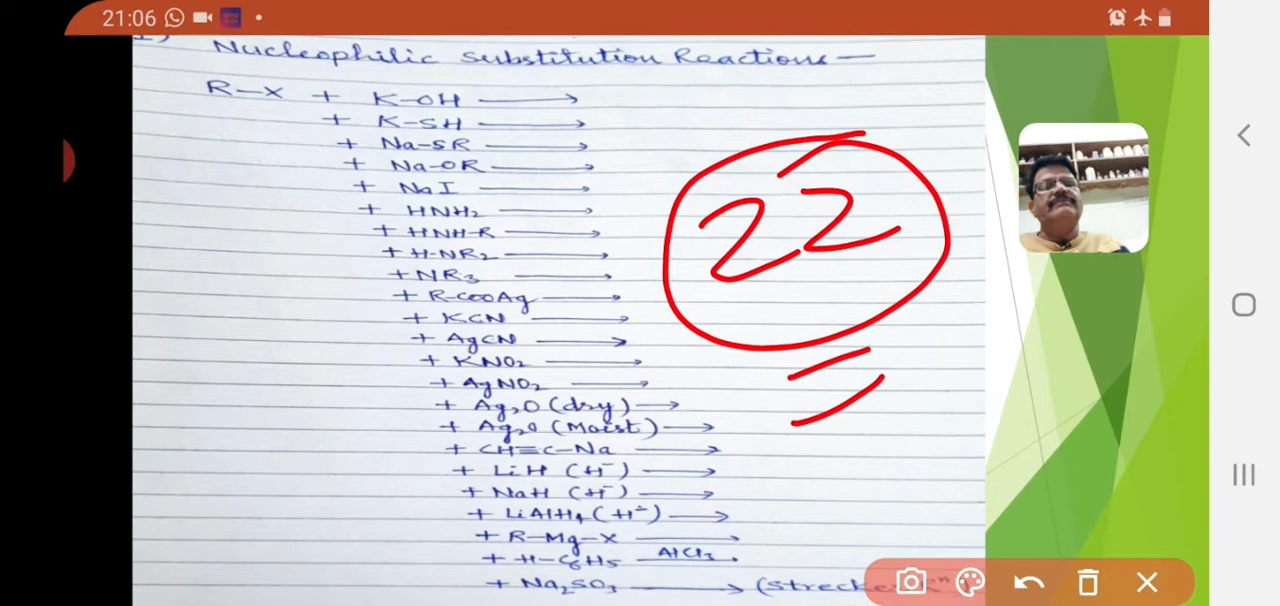 21:06
Nucleophilic substitution Reactions —
R-X + K-OH →
+ K-SH →
+ Na-SR →
+ Na-OR →
+ NaI →
+ HNH₂ →
+ HNH-R →
+ H-NR₂ →
+ NR₃ →
+ R-COOAg →
+ KCN →
+ AgCN →
+ KNO₂ →
+ AgNO₂ →
+ Ag₂O (dry) →
+ Ag₂O (Moist) →
+ CH≡C-Na →
+ LiH (H⁻) →
+ NaH (H⁻) →
+ LiAlH₄ (H⁻) →
+ R-Mg-X →
+ H-C₆H₅ AlCl₃
+ Na₂SO₃ → (strecker
22